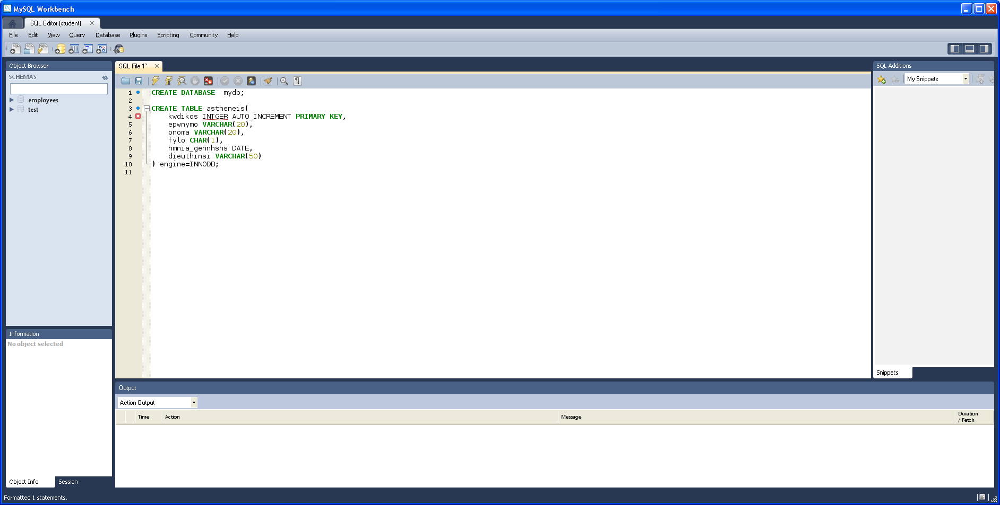 MySQL Workbench
SQL Editor (student)
File Edit View Query Database Plugins Scripting Community Help
SQL SQL SQL
Object Browser
SCHEMAS
employees
test
Information
No object selected
Object Info Session
SQL File 1*
1 CREATE DATABASE  mydb;
2
3 CREATE TABLE astheneis(
4     kwdikos INTGER AUTO_INCREMENT PRIMARY KEY,
5     epwnymo VARCHAR(20),
6     onoma VARCHAR(20),
7     fylo CHAR(1),
8     hmnia_gennhshs DATE,
9     dieuthinsi VARCHAR(50)
10 ) engine=INNODB;
11
SQL Additions
My Snippets
Snippets
Output
Action Output
Time Action Message Duration / Fetch
Formatted 1 statements.